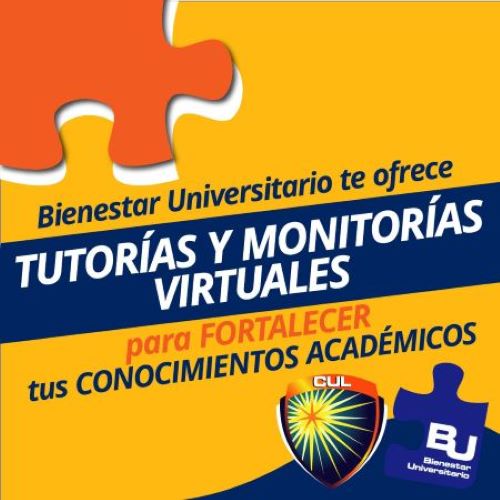 Bienestar Universitario te ofrece
TUTORÍAS Y MONITORÍAS
VIRTUALES
para FORTALECER
tus CONOCIMIENTOS ACADÉMICOS
CUL
BU
Bienestar
Universitario